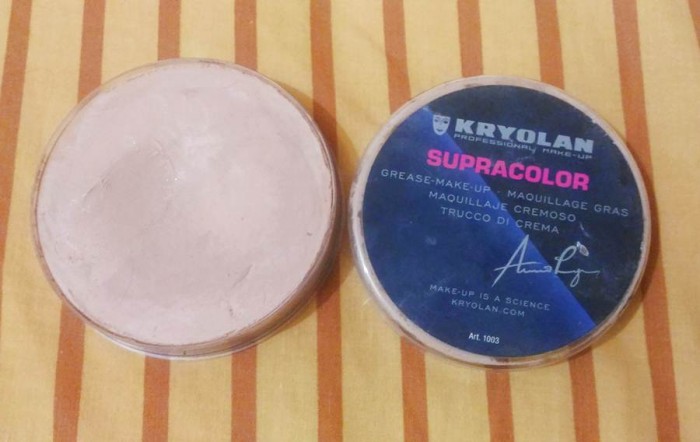 KRYOLAN
PROFESSIONAL MAKE-UP
SUPRACOLOR
GREASE-MAKE-UP · MAQUILLAGE GRAS
MAQUILLAJE CREMOSO
TRUCCO DI CREMA
MAKE-UP IS A SCIENCE
KRYOLAN.COM
Art. 1003